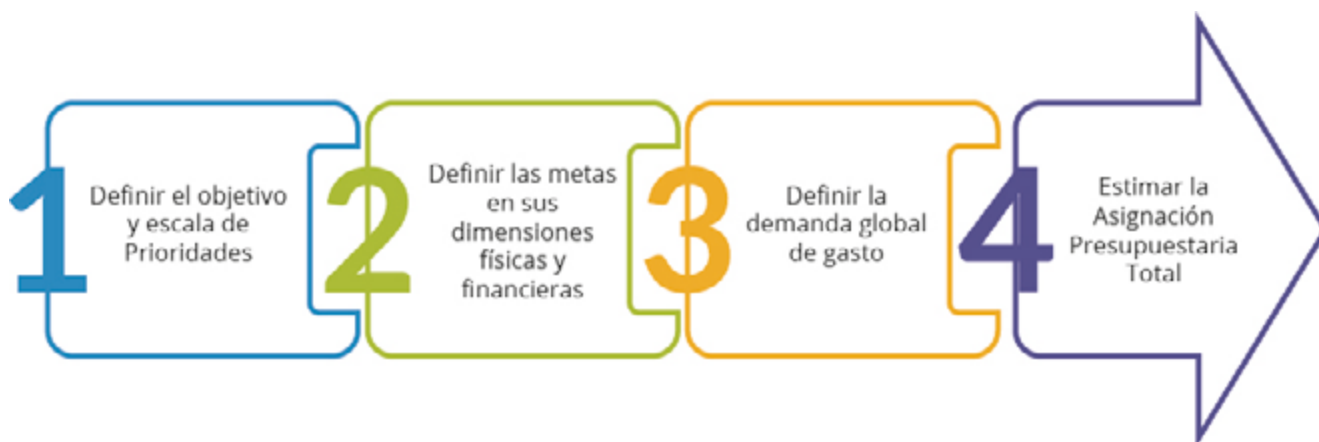 1
Definir el objetivo
y escala de
Prioridades
2
Definir las metas
en sus
dimensiones
físicas y
financieras
3
Definir la
demanda global
de gasto
4
Estimar la
Asignación
Presupuestaria
Total